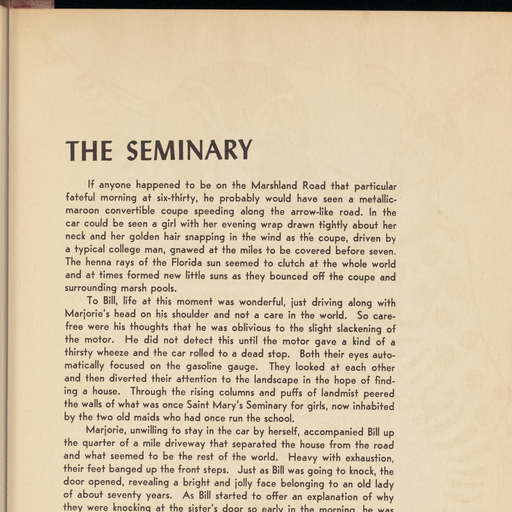 THE SEMINARY
If anyone happened to be on the Marshland Road that particular
fateful morning at six-thirty, he probably would have seen a metallic-
maroon convertible coupe speeding along the arrow-like road. In the
car could be seen a girl with her evening wrap drawn tightly about her
neck and her golden hair snapping in the wind as the coupe, driven by
a typical college man, gnawed at the miles to be covered before seven.
The henna rays of the Florida sun seemed to clutch at the whole world
and at times formed new little suns as they bounced off the coupe and
surrounding marsh pools.
To Bill, life at this moment was wonderful, just driving along with
Marjorie's head on his shoulder and not a care in the world. So care-
free were his thoughts that he was oblivious to the slight slackening of
the motor. He did not detect this until the motor gave a kind of a
thirsty wheeze and the car rolled to a dead stop. Both their eyes auto-
matically focused on the gasoline gauge. They looked at each other
and then diverted their attention to the landscape in the hope of find-
ing a house. Through the rising columns and puffs of landmist peered
the walls of what was once Saint Mary's Seminary for girls, now inhabited
by the two old maids who had once run the school.
Marjorie, unwilling to stay in the car by herself, accompanied Bill up
the quarter of a mile driveway that separated the house from the road
and what seemed to be the rest of the world. Heavy with exhaustion,
their feet banged up the front steps. Just as Bill was going to knock, the
door opened, revealing a bright and jolly face belonging to an old lady
of about seventy years. As Bill started to offer an explanation of why
they were knocking at the sister's door so early in the morning, he was